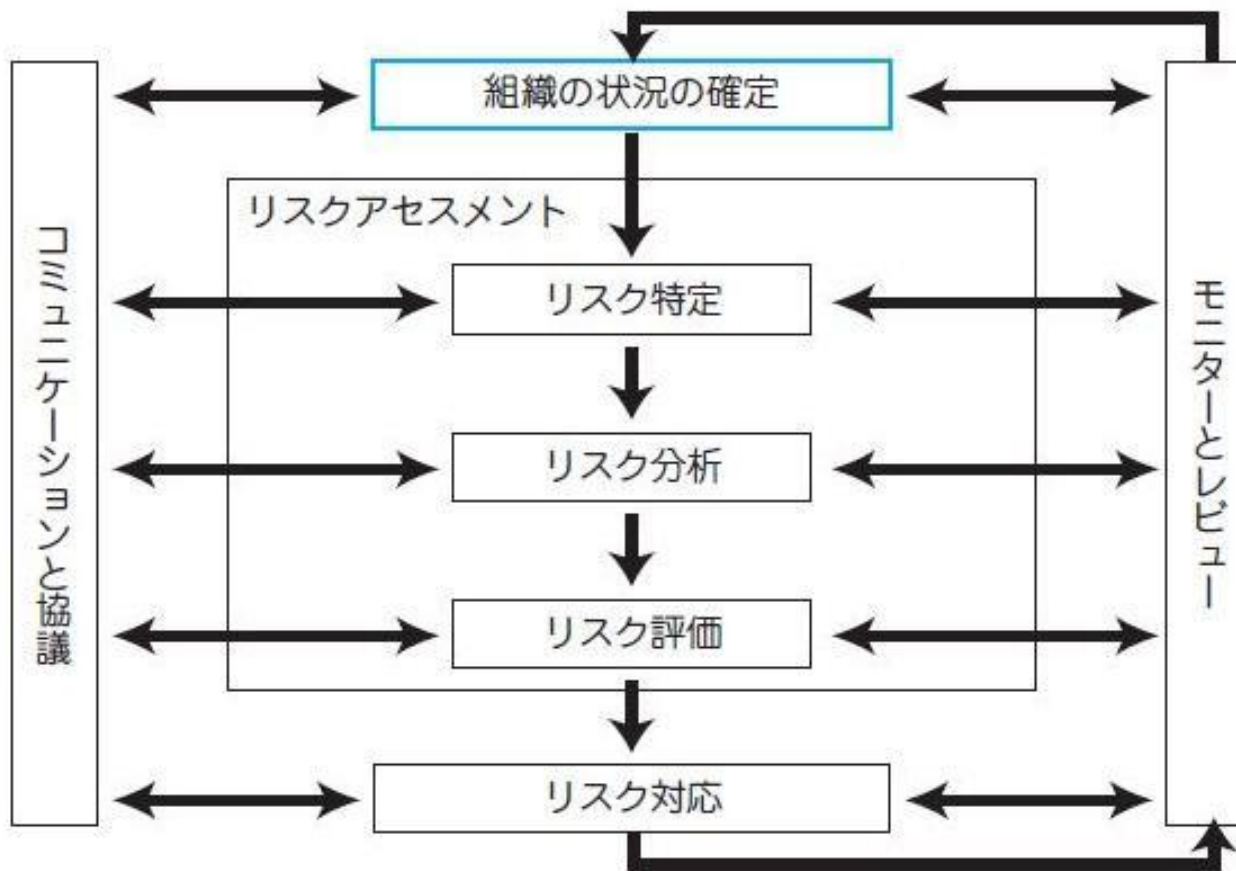 組織の状況の確定
リスクアセスメント
リスク特定
リスク分析
リスク評価
リスク対応
コミュニケーションと協議
モニターとレビュー